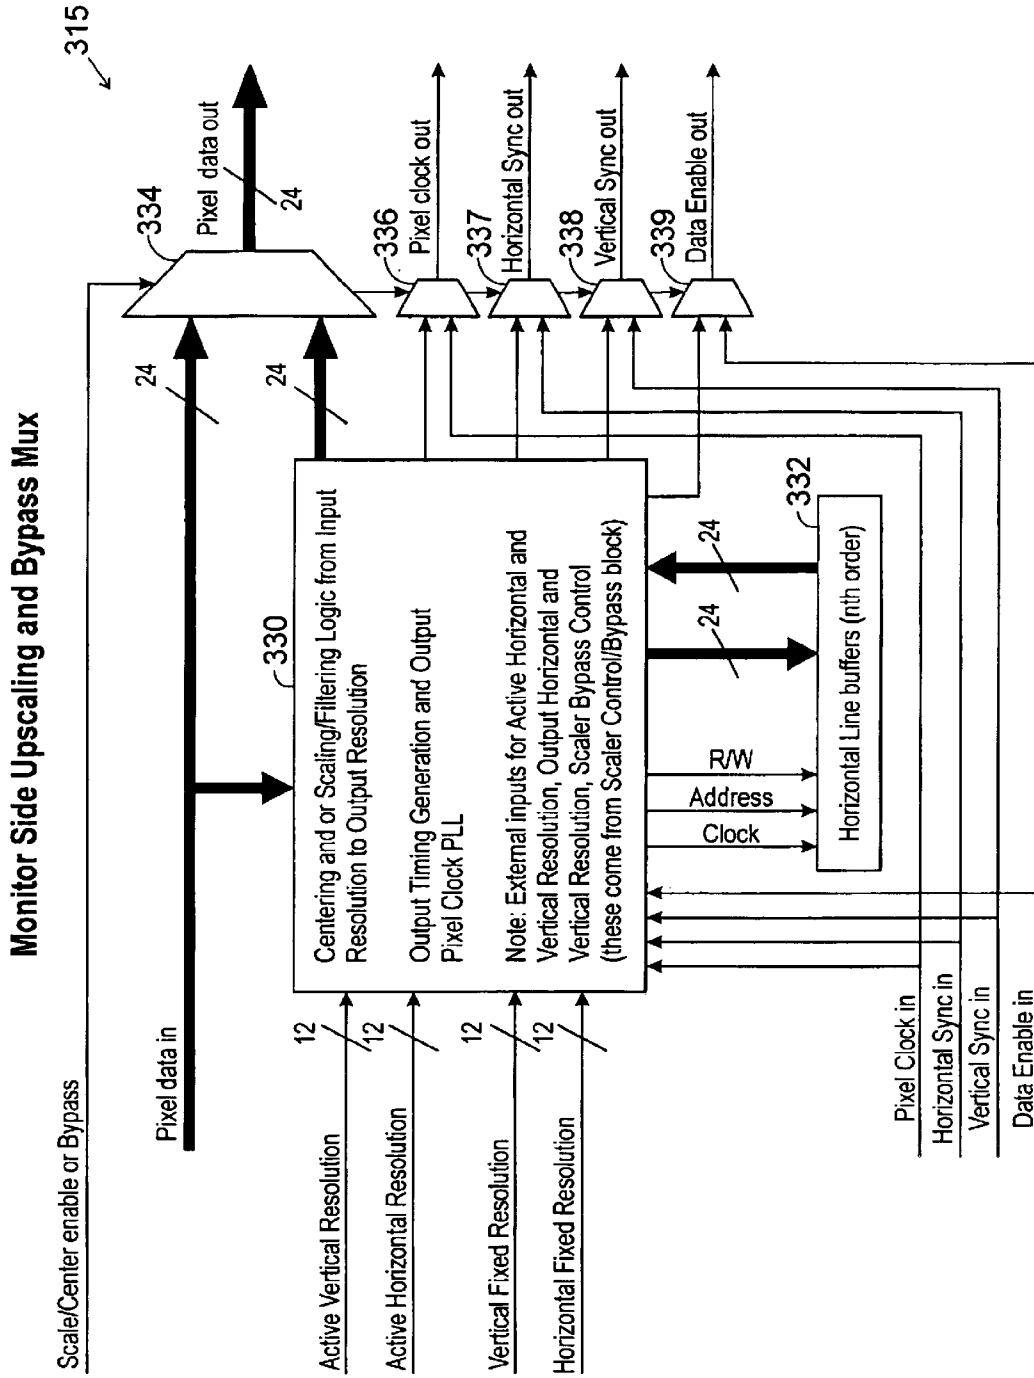 Monitor Side Upscaling and Bypass Mux
315
Scale/Center enable or Bypass
Pixel data in
24
334
Pixel data out
24
24
330
Centering and or Scaling/Filtering Logic from Input
Resolution to Output Resolution
Output Timing Generation and Output
Pixel Clock PLL
Note: External inputs for Active Horizontal and
Vertical Resolution, Output Horizontal and
Vertical Resolution, Scaler Bypass Control
(these come from Scaler Control/Bypass block)
Active Vertical Resolution
12
Active Horizontal Resolution
12
Vertical Fixed Resolution
12
Horizontal Fixed Resolution
12
336
Pixel clock out
337
Horizontal Sync out
338
Vertical Sync out
339
Data Enable out
R/W
Address
Clock
24
24
332
Horizontal Line buffers (nth order)
Pixel Clock in
Horizontal Sync in
Vertical Sync in
Data Enable in